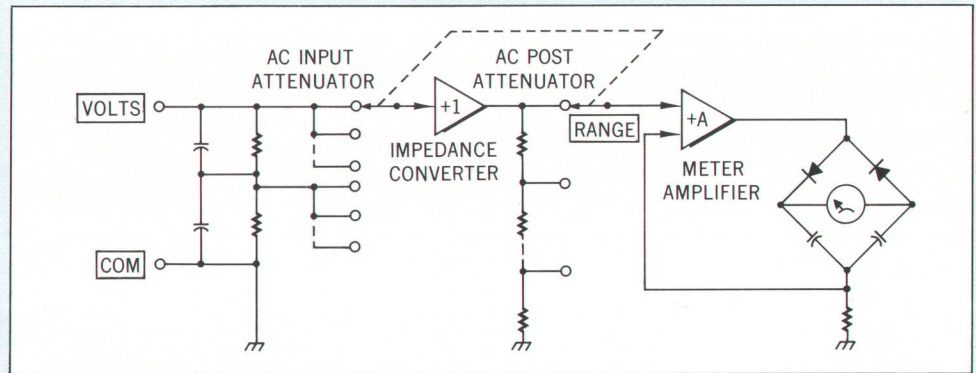 AC INPUT
ATTENUATOR
AC POST
ATTENUATOR
VOLTS
+1
RANGE
+A
IMPEDANCE
CONVERTER
METER
AMPLIFIER
COM